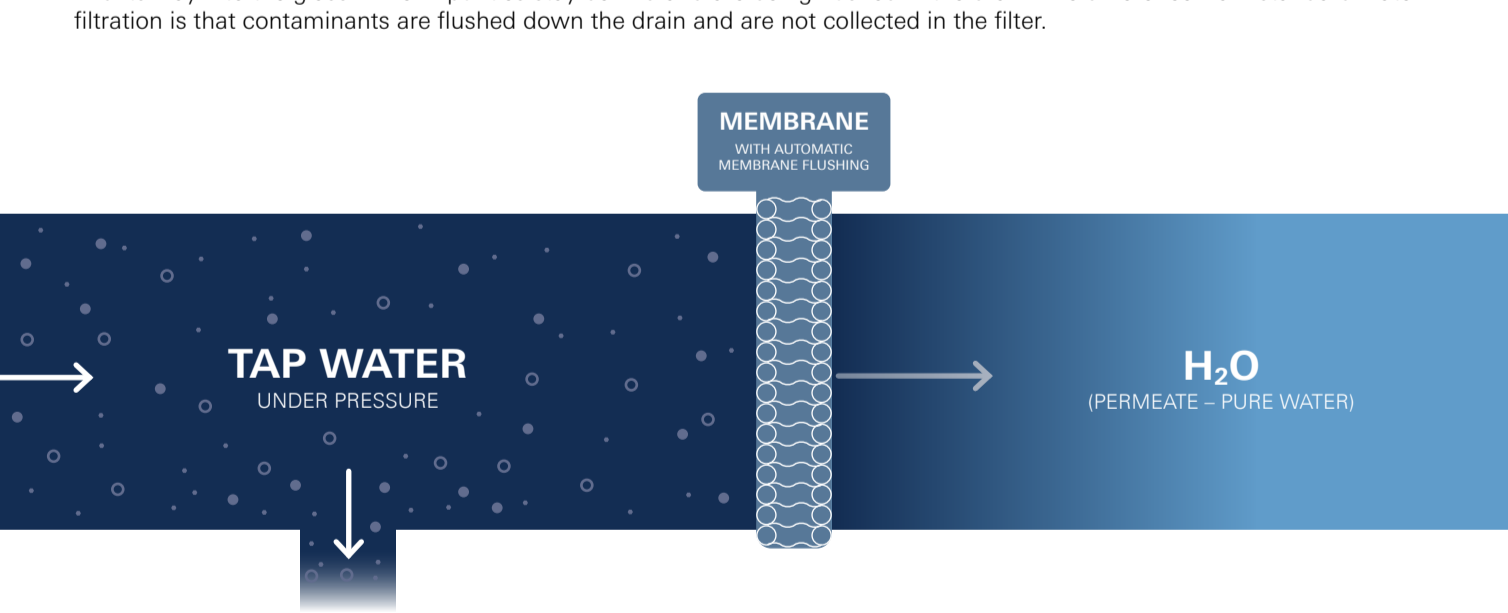 filtration is that contaminants are flushed down the drain and are not collected in the filter.
MEMBRANE
WITH AUTOMATIC
MEMBRANE FLUSHING
TAP WATER
UNDER PRESSURE
H₂O
(PERMEATE – PURE WATER)